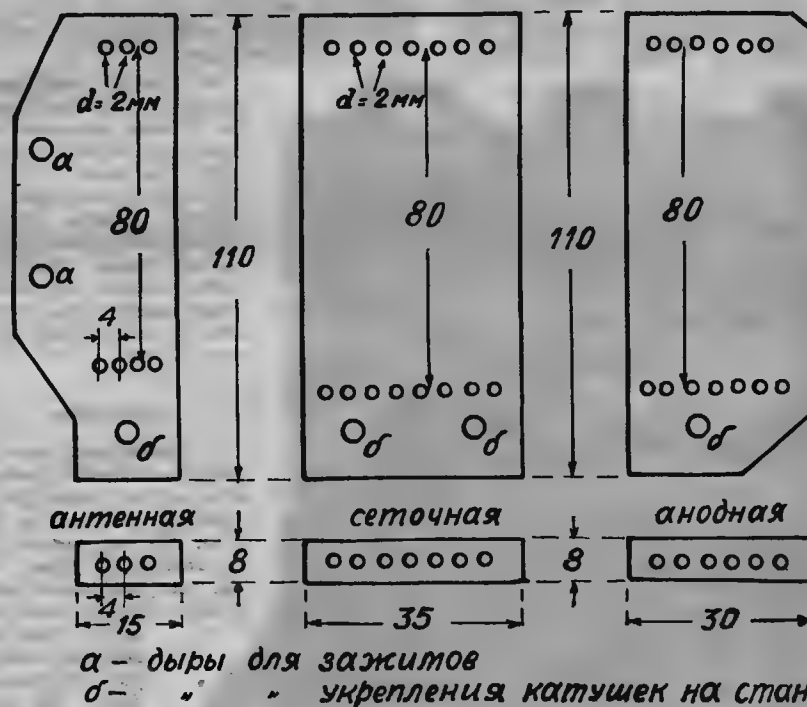 d=2мм d=2мм
а
80 80 80
110 110
а
4
б б б б
антенная сеточная анодная
8 8
4
15 35 30
а — дыры для зажитов
б — " " укрепления катушек на стан